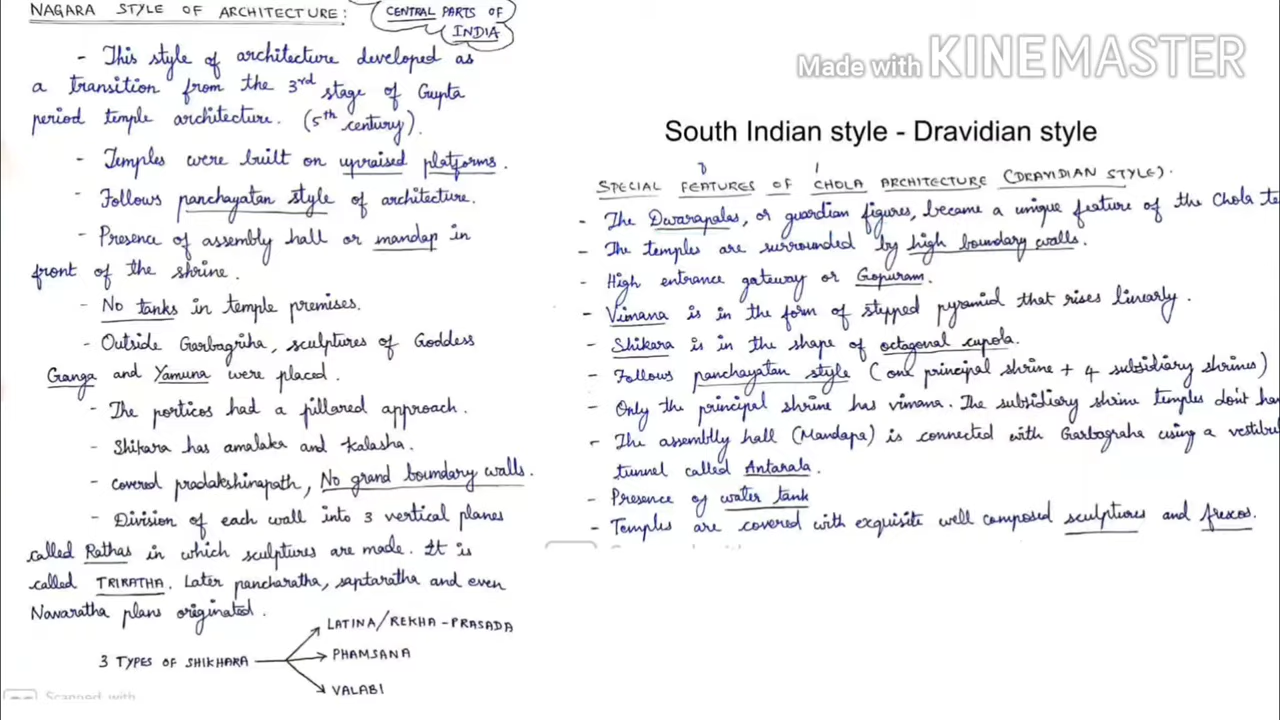 NAGARA STYLE OF ARCHITECTURE:
CENTRAL PARTS OF
INDIA
- This style of architecture developed as
a transition from the 3rd stage of Gupta
period temple architecture. (5th century).
- Temples were built on upraised platforms.
- Follows panchayatan style of architecture.
- Presence of assembly hall or mandap in
front of the shrine.
- No tanks in temple premises.
- Outside Garbagriha, sculptures of Goddess
Ganga and Yamuna were placed.
- The porticos had a pillared approach.
- Shikara has amalaka and Kalasha.
- covered pradakshinapath, No grand boundary walls.
- Division of each wall into 3 vertical planes
called Rathas in which sculptures are made. It is
called TRIRATHA. Later pancharatha, saptaratha and even
Navaratha plans originated.
3 TYPES OF SHIKHARA
LATINA/REKHA-PRASADA
PHAMSANA
VALABI
Scanned with
Made with KINEMASTER
South Indian style - Dravidian style
SPECIAL FEATURES OF CHOLA ARCHITECTURE (DRAVIDIAN STYLE).
- The Dwarapalas, or guardian figures, became a unique feature of the Chola te
- The temples are surrounded by high boundary walls.
- High entrance gateway or Gopuram.
- Vimana is in the form of stypped pyramid that rises linearly.
- Shikara is in the shape of octagonal cupola.
- Follows panchayatan style (one principal shrine + 4 subsidiary shrines)
- Only the principal shrine has vimana. The subsidiary shrine temples don't ha
- The assemblly hall (Mandapa) is connected with Garbagraha using a vestibul
tunnel called Antarala.
- Presence of water tank
- Temples are covered with exquisite well composed sculptures and frexos.